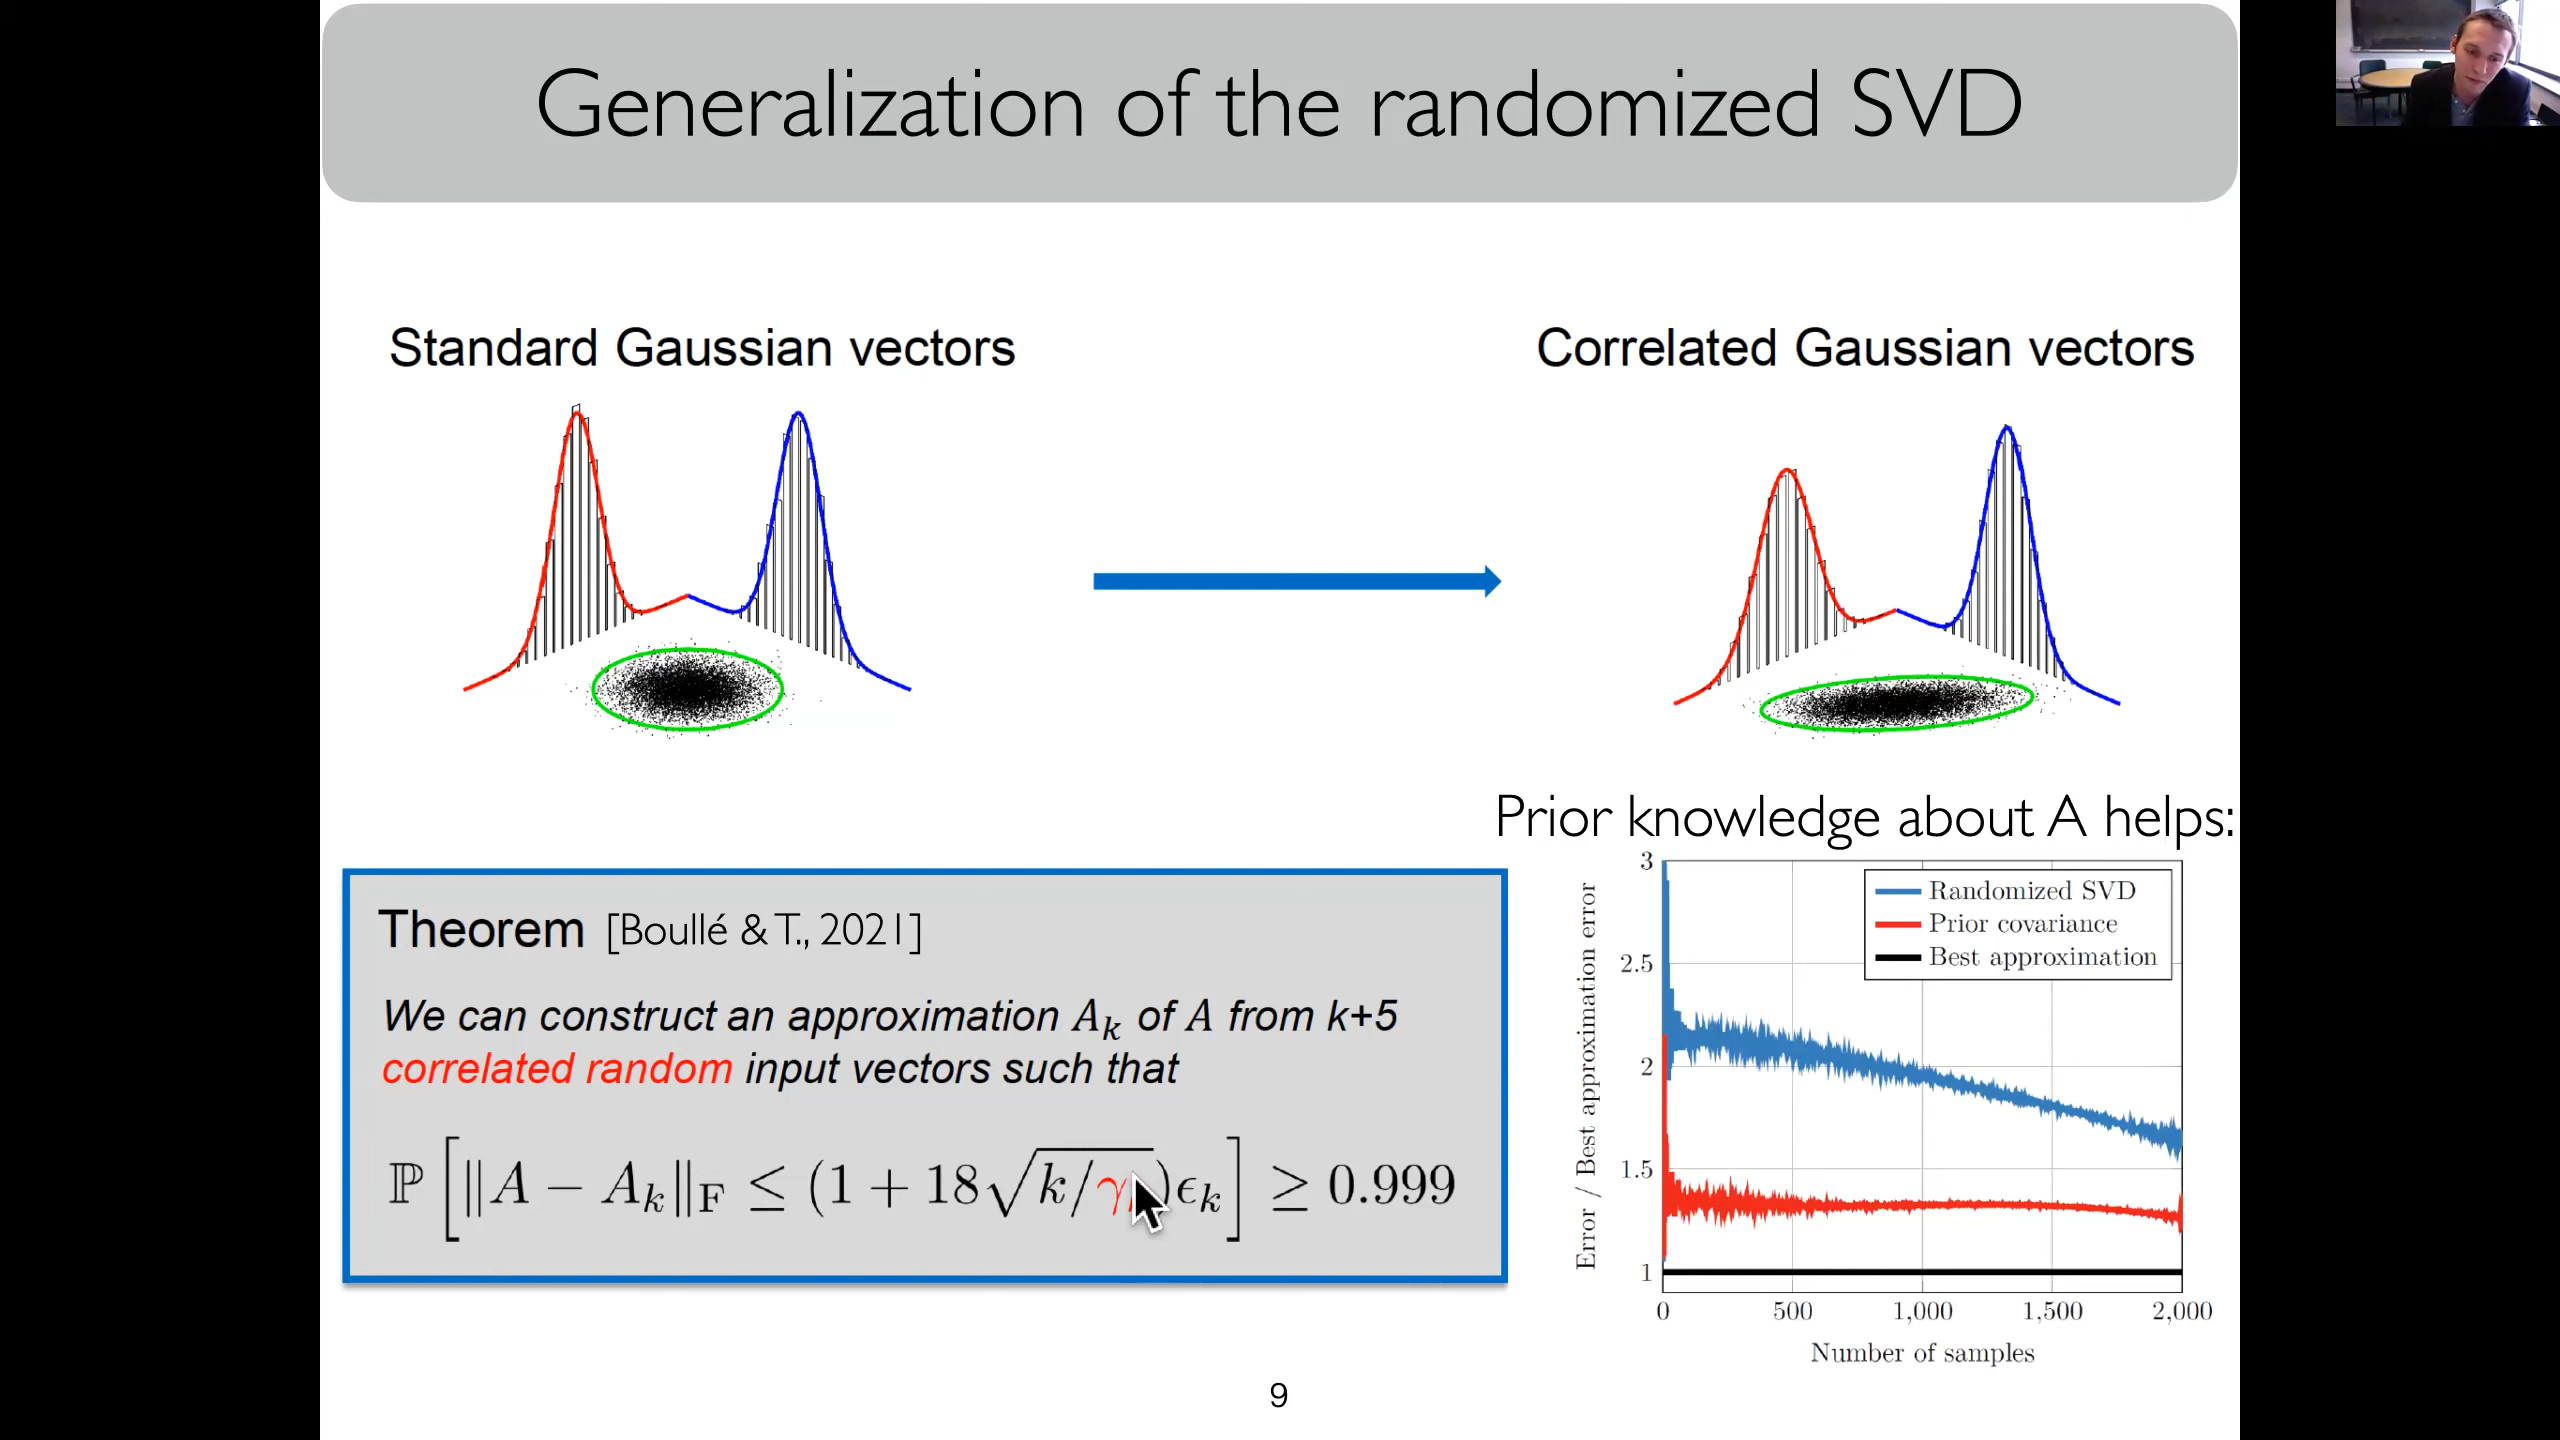 Generalization of the randomized SVD
Standard Gaussian vectors
Correlated Gaussian vectors
Prior knowledge about A helps:
Theorem [Boullé & T., 2021]
We can construct an approximation A_k of A from k+5
correlated random input vectors such that
ℙ[‖A − A_k‖_F ≤ (1 + 18√(k/γ )ϵ_k] ≥ 0.999
Error / Best approximation error
3
2.5
2
1.5
1
Randomized SVD
Prior covariance
Best approximation
0 500 1,000 1,500 2,000
Number of samples
9